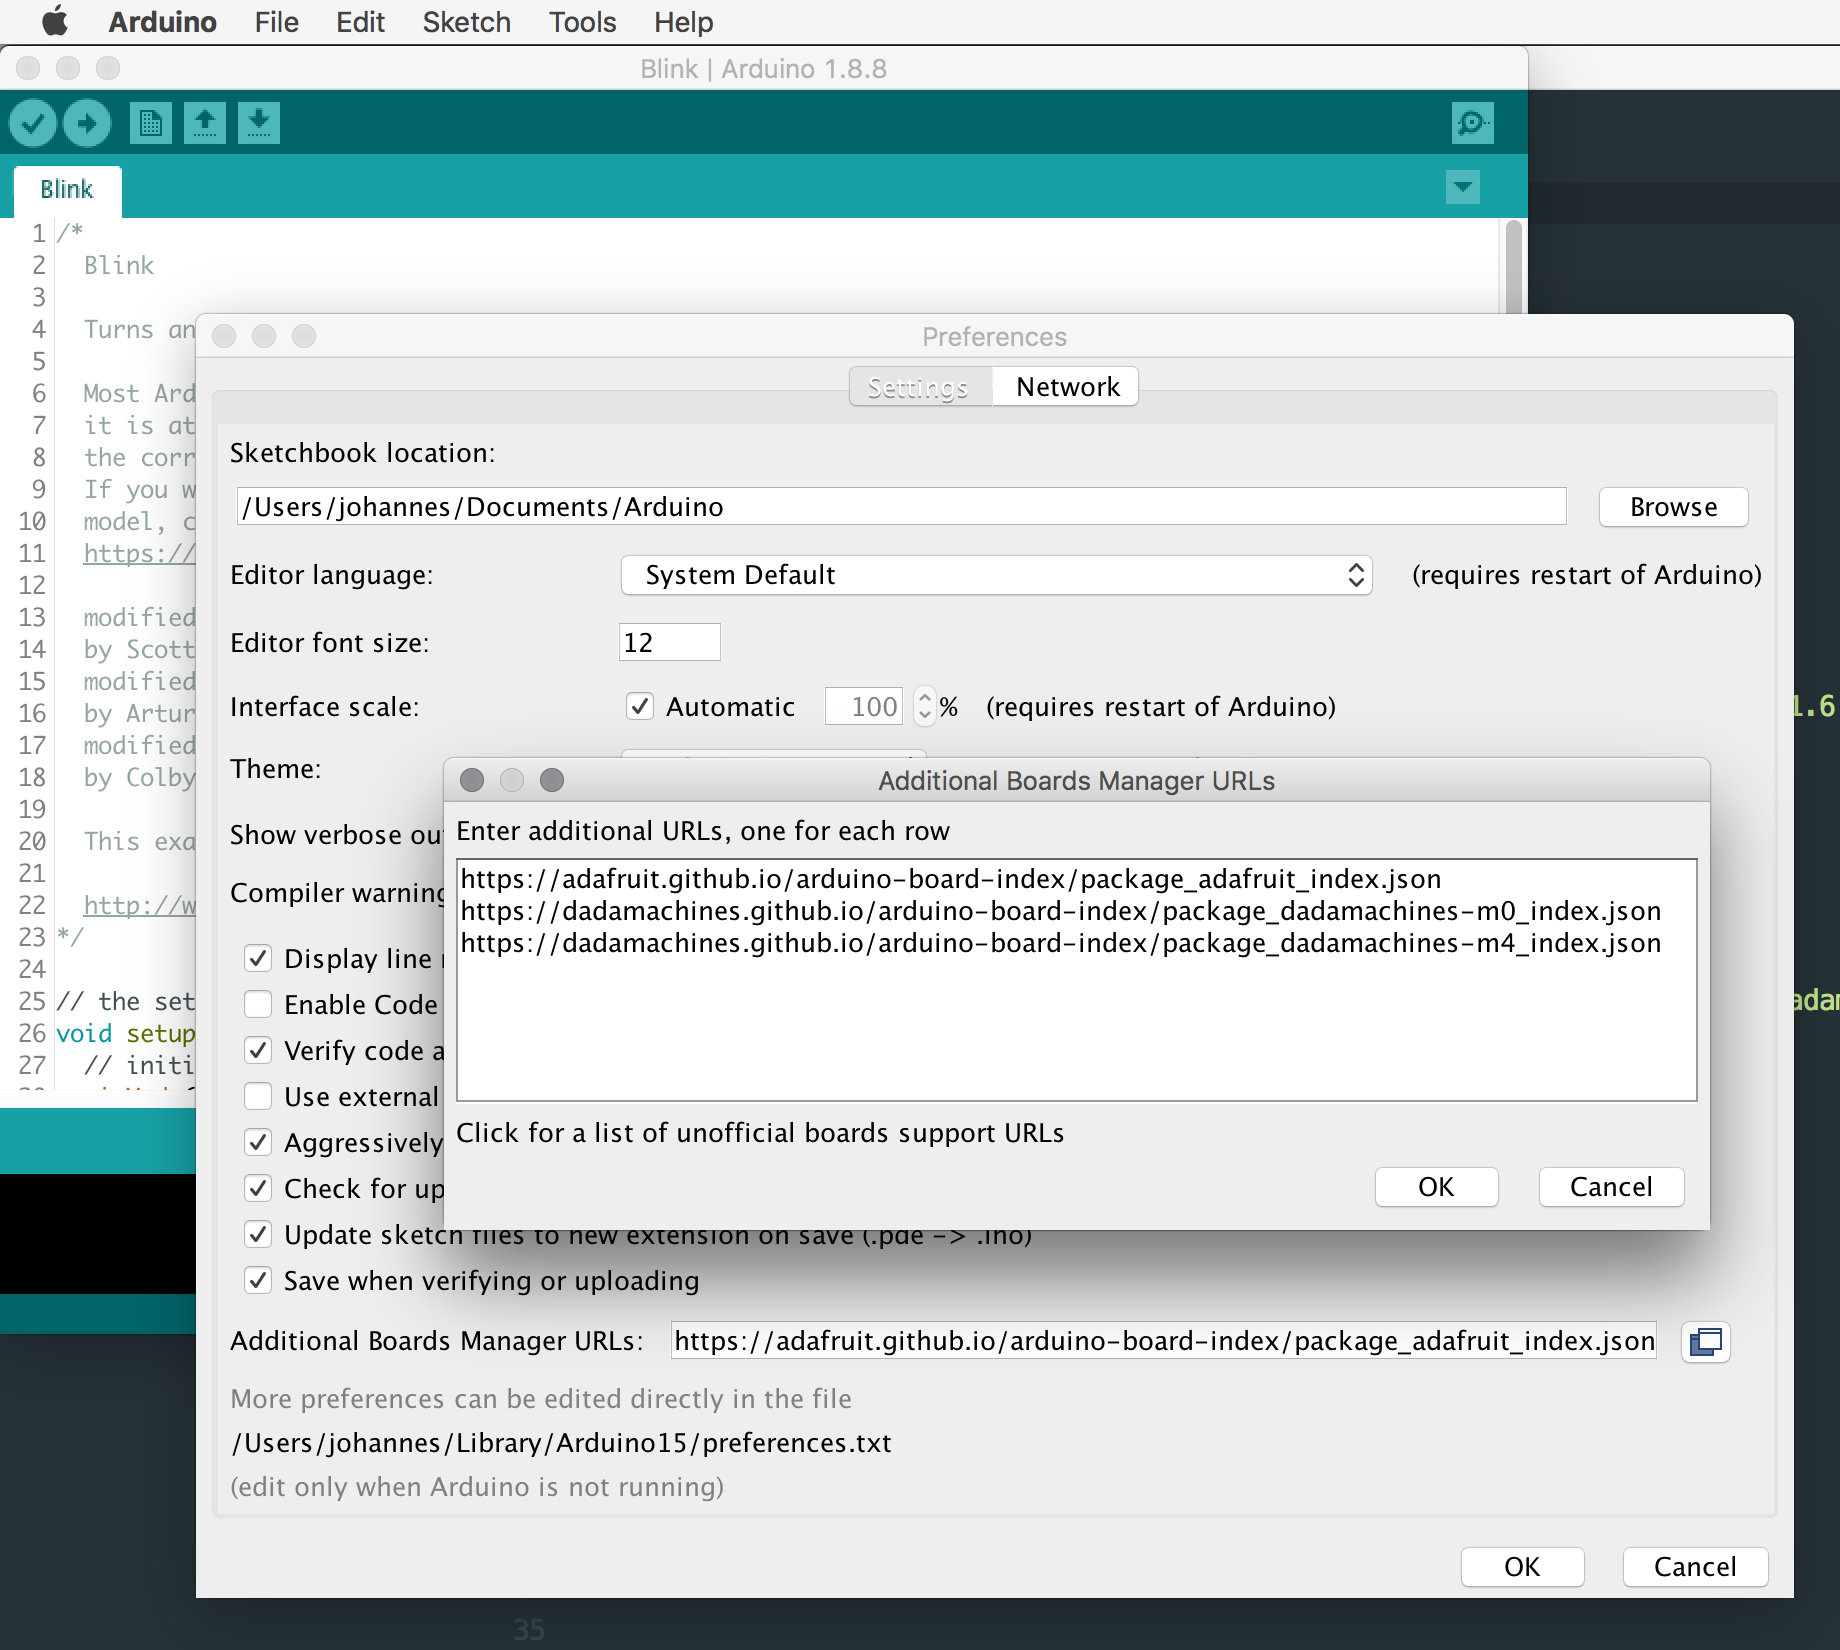 Arduino File Edit Sketch Tools Help
Blink | Arduino 1.8.8
Blink
1 /*
2 Blink
3
4 Turns an
5
6 Most Ard
7 it is at
8 the corr
9 If you w
10 model, c
11 https://
12
13 modified
14 by Scott
15 modified
16 by Artur
17 modified
18 by Colby
19
20 This exa
21
22 http://w
23 */
24
25 // the set
26 void setup
27 // initi
Preferences
Settings Network
Sketchbook location:
/Users/johannes/Documents/Arduino Browse
Editor language: System Default (requires restart of Arduino)
Editor font size: 12
Interface scale: Automatic 100 % (requires restart of Arduino)
Theme:
Show verbose ou
Compiler warning
Display line
Enable Code
Verify code a
Use external
Aggressively
Check for up
Update sketch files to new extension on save (.pde -> .ino)
Save when verifying or uploading
Additional Boards Manager URLs: https://adafruit.github.io/arduino-board-index/package_adafruit_index.json
More preferences can be edited directly in the file
/Users/johannes/Library/Arduino15/preferences.txt
(edit only when Arduino is not running)
OK Cancel
Additional Boards Manager URLs
Enter additional URLs, one for each row
https://adafruit.github.io/arduino-board-index/package_adafruit_index.json
https://dadamachines.github.io/arduino-board-index/package_dadamachines-m0_index.json
https://dadamachines.github.io/arduino-board-index/package_dadamachines-m4_index.json
Click for a list of unofficial boards support URLs
OK Cancel
1.6
adam
35